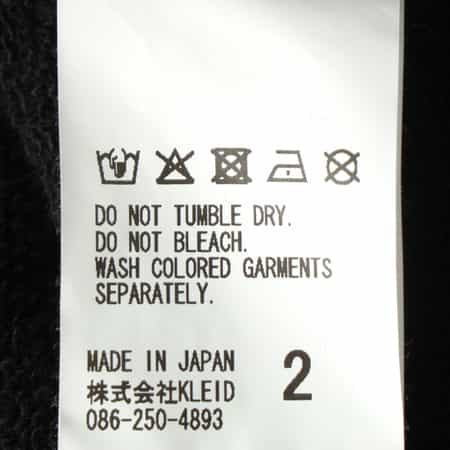 DO NOT TUMBLE DRY.
DO NOT BLEACH.
WASH COLORED GARMENTS
SEPARATELY.
MADE IN JAPAN
株式会社KLEID
086-250-4893
2